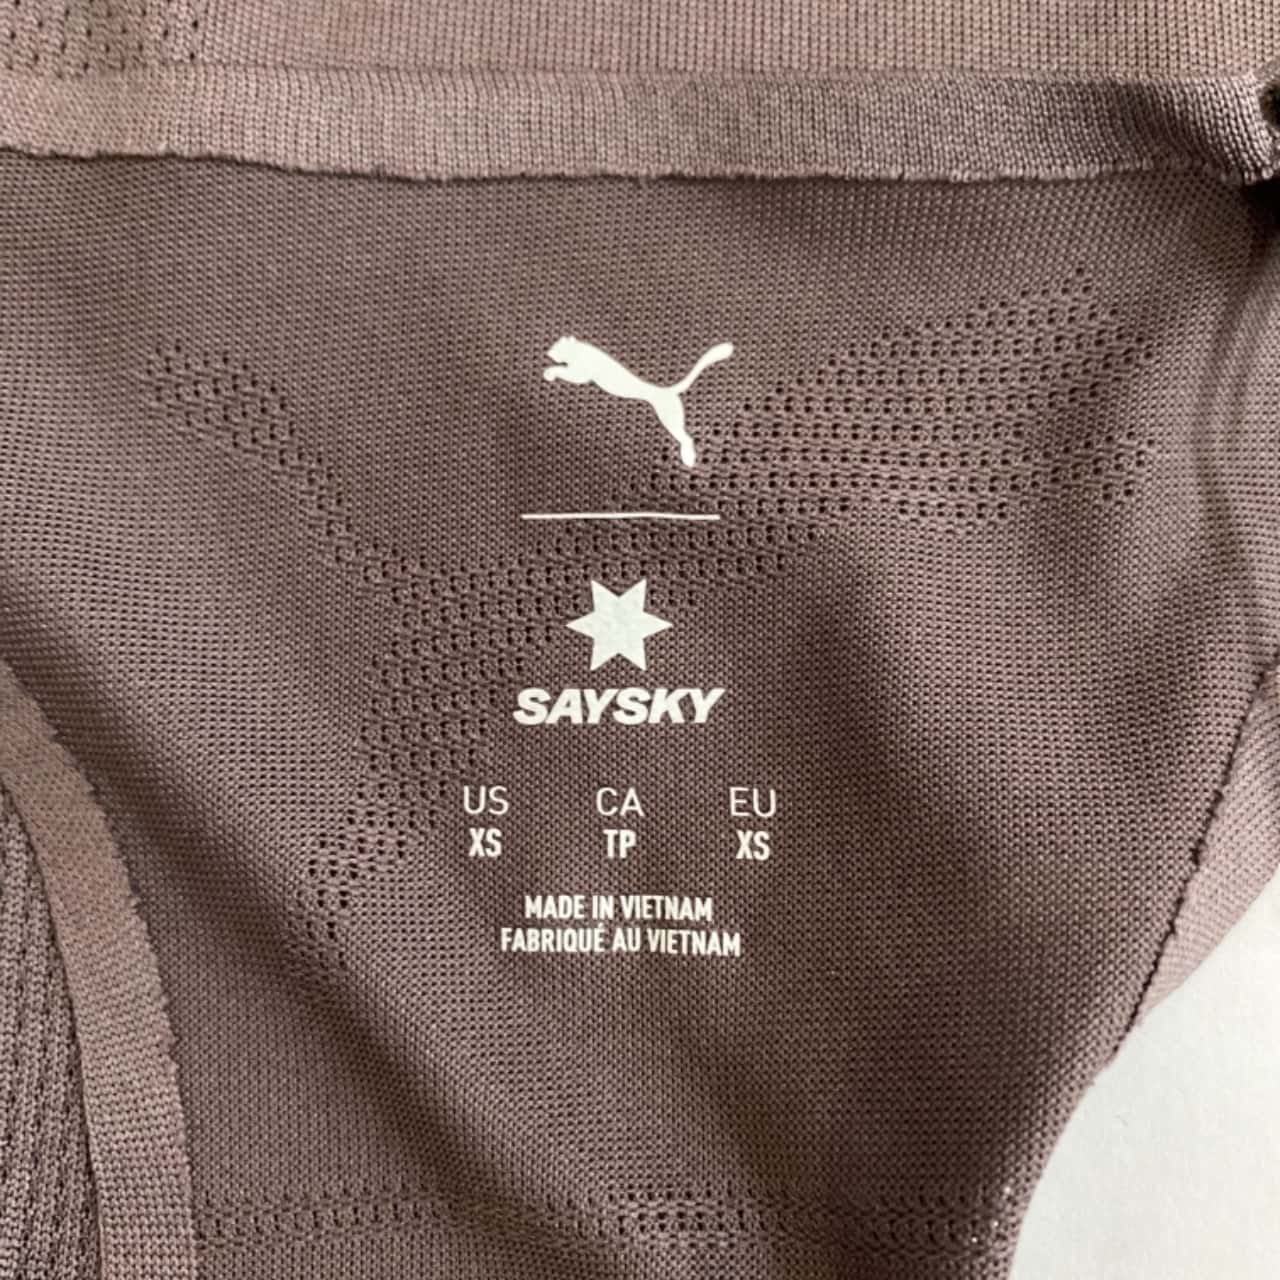 SAYSKY
US CA EU
XS TP XS
MADE IN VIETNAM
FABRIQUÉ AU VIETNAM